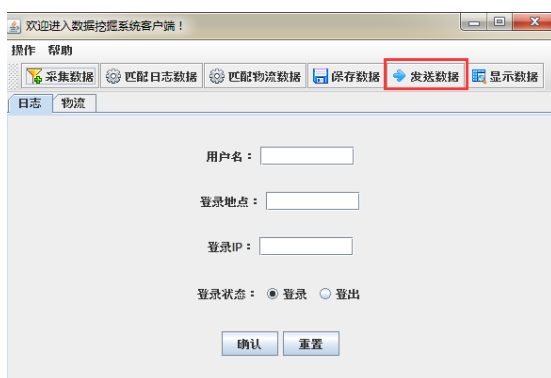 欢迎进入数据挖掘系统客户端！
操作 帮助
采集数据 匹配日志数据 匹配物流数据 保存数据 发送数据 显示数据
日志 物流
用户名：
登录地点：
登录IP：
登录状态： 登录 登出
确认 重置